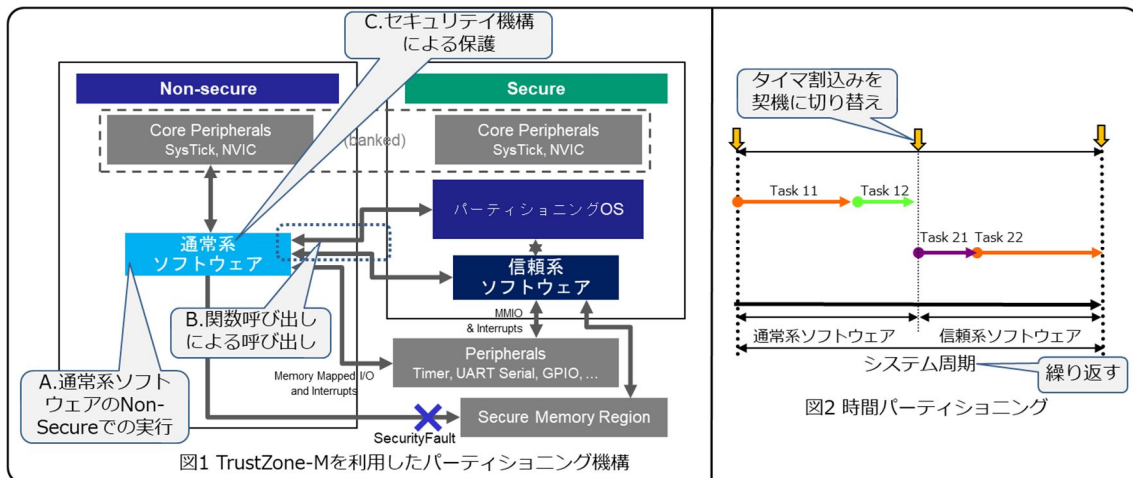 C.セキュリテイ機構
による保護
Non-secure
Secure
Core Peripherals
SysTick, NVIC
(banked)
Core Peripherals
SysTick, NVIC
パーティショニングOS
通常系
ソフトウェア
信頼系
ソフトウェア
B.関数呼び出し
による呼び出し
MMIO
& Interrupts
Peripherals
Timer, UART Serial, GPIO, ...
Memory Mapped I/O
and Interrupts
A.通常系ソフト
ウェアのNon-
Secureでの実行
Secure Memory Region
SecurityFault
図1 TrustZone-Mを利用したパーティショニング機構
タイマ割込みを
契機に切り替え
Task 11
Task 12
Task 21
Task 22
通常系ソフトウェア
信頼系ソフトウェア
システム周期
繰り返す
図2 時間パーティショニング